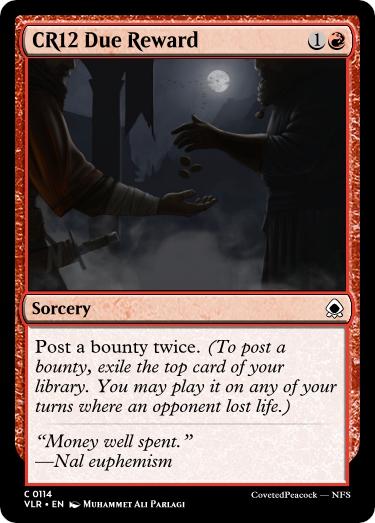 CR12 Due Reward 1
Sorcery
Post a bounty twice. (To post a
bounty, exile the top card of your
library. You may play it on any of your
turns where an opponent lost life.)
“Money well spent.”
—Nal euphemism
C 0114
VLR • EN Muhammet Ali Parlagi
CovetedPeacock — NFS